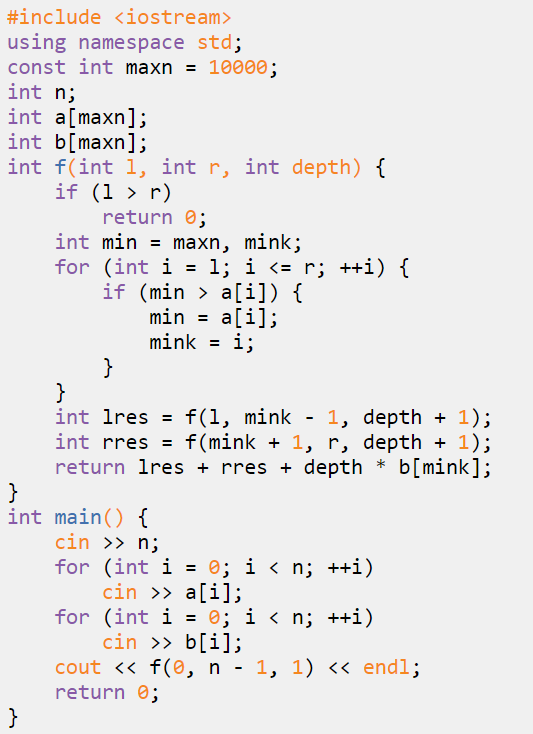 #include <iostream>
using namespace std;
const int maxn = 10000;
int n;
int a[maxn];
int b[maxn];
int f(int l, int r, int depth) {
    if (l > r)
        return 0;
    int min = maxn, mink;
    for (int i = l; i <= r; ++i) {
        if (min > a[i]) {
            min = a[i];
            mink = i;
        }
    }
    int lres = f(l, mink - 1, depth + 1);
    int rres = f(mink + 1, r, depth + 1);
    return lres + rres + depth * b[mink];
}
int main() {
    cin >> n;
    for (int i = 0; i < n; ++i)
        cin >> a[i];
    for (int i = 0; i < n; ++i)
        cin >> b[i];
    cout << f(0, n - 1, 1) << endl;
    return 0;
}